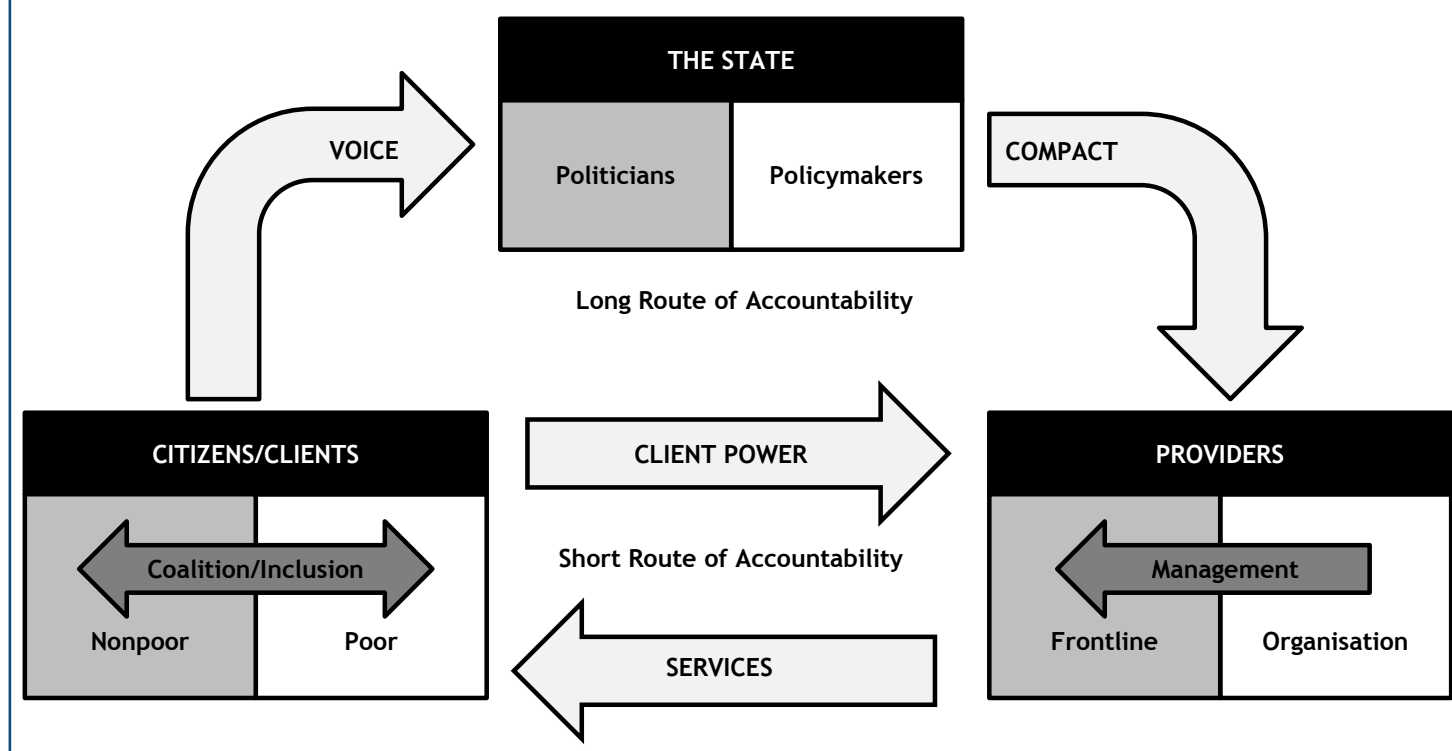 THE STATE
VOICE
Politicians
Policymakers
COMPACT
Long Route of Accountability
CITIZENS/CLIENTS
CLIENT POWER
PROVIDERS
Coalition/Inclusion
Nonpoor
Poor
Short Route of Accountability
Management
Frontline
Organisation
SERVICES